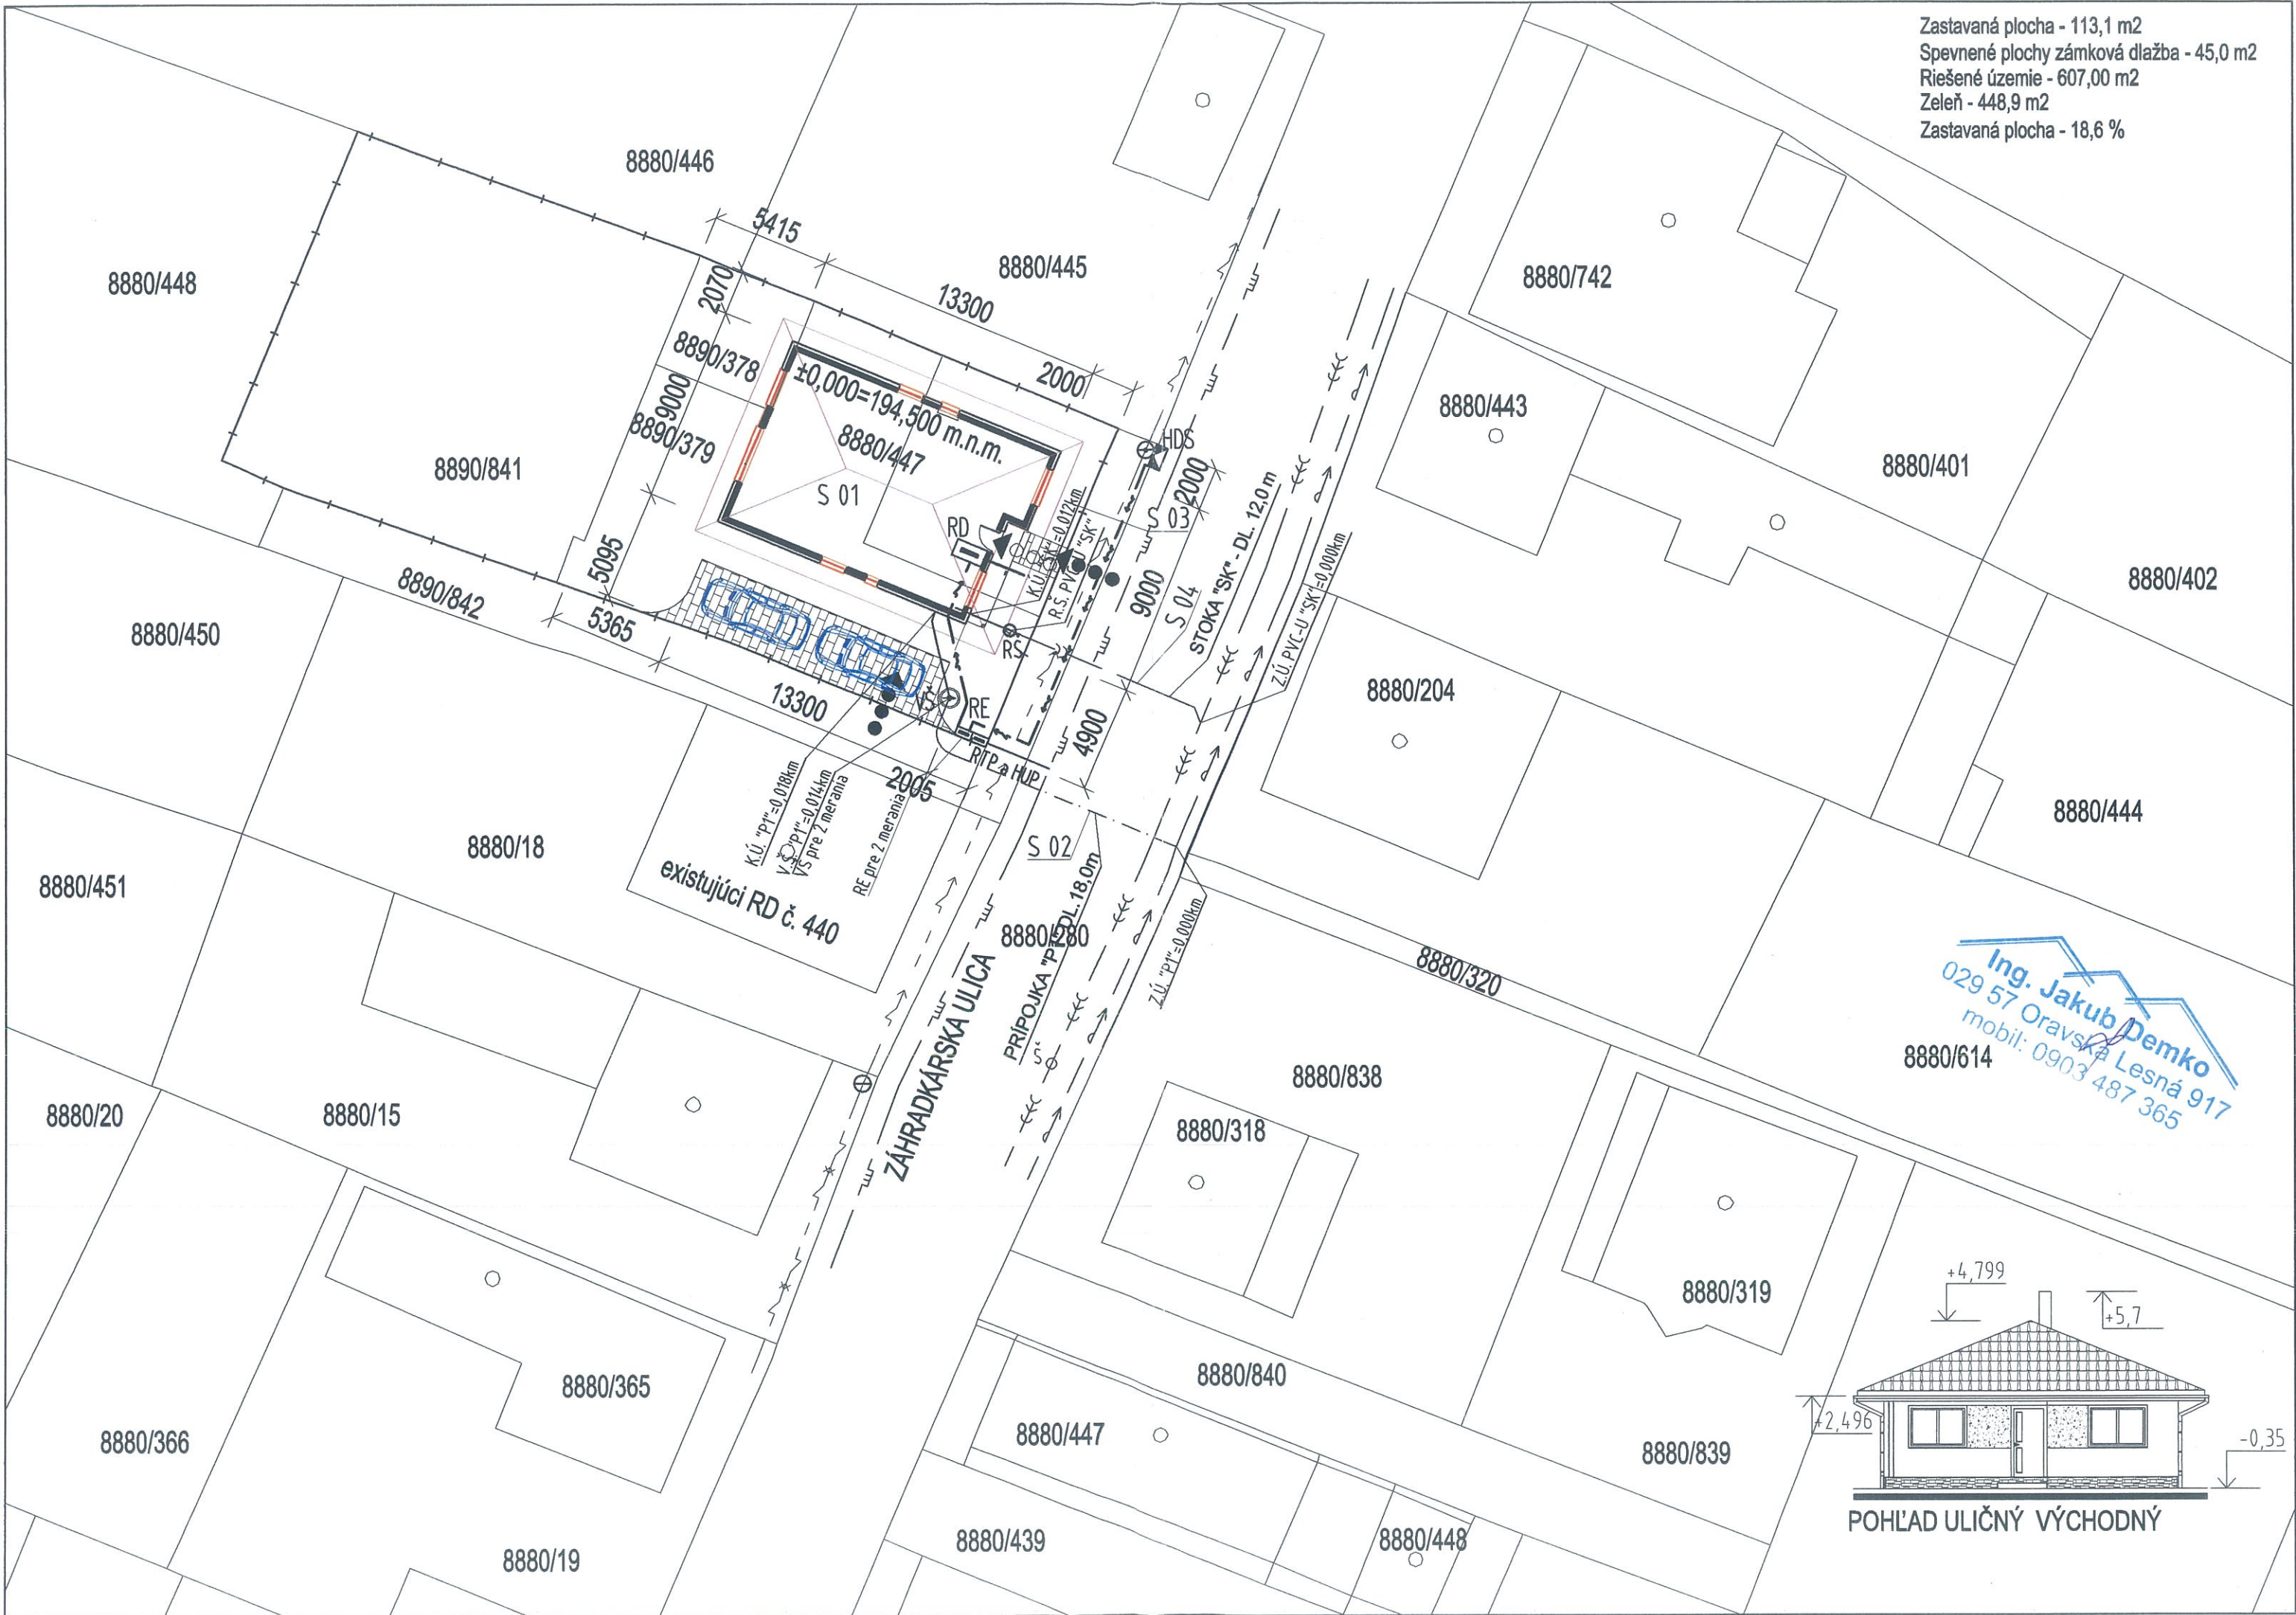 Zastavaná plocha - 113,1 m2
Spevnené plochy zámková dlažba - 45,0 m2
Riešené územie - 607,00 m2
Zeleň - 448,9 m2
Zastavaná plocha - 18,6 %
8880/446
5415
8880/445
8880/448
2070
13300
8880/742
8890/378
2000
±0,000=194,500 m.n.m.
8880/443
9000
8890/379
8880/447
HDS
8880/401
8890/841
S 01
2000
S 03
RD
STOKA "SK" - DL. 12,0 m
K.Ú. "SK"=0,012km
R.Š. PVC-U "SK"
5095
9000
S 04
Z.Ú. PVC-U "SK"=0,000km
8880/402
8890/842
8880/450
5365
RŠ
8880/204
13300
VŠ
RE
4900
RTP a HUP
2005
K.Ú. "P1"=0,018km
V.Š. "P1"=0,014km
VŠ pre 2 merania
RE pre 2 merania
8880/444
8880/18
S 02
8880/451
existujúci RD č. 440
PRÍPOJKA "P1" DL. 18,0m
8880/280
Z.Ú. "P1"=0,000km
8880/320
ZÁHRADKÁRSKA ULICA
Ing. Jakub Demko
029 57 Oravská Lesná 917
mobil: 0903 487 365
Š
8880/614
8880/838
8880/20
8880/15
8880/318
+4,799
8880/319
+5,7
8880/365
8880/840
+2,496
8880/366
8880/447
8880/839
-0,35
POHĽAD ULIČNÝ VÝCHODNÝ
8880/19
8880/439
8880/448